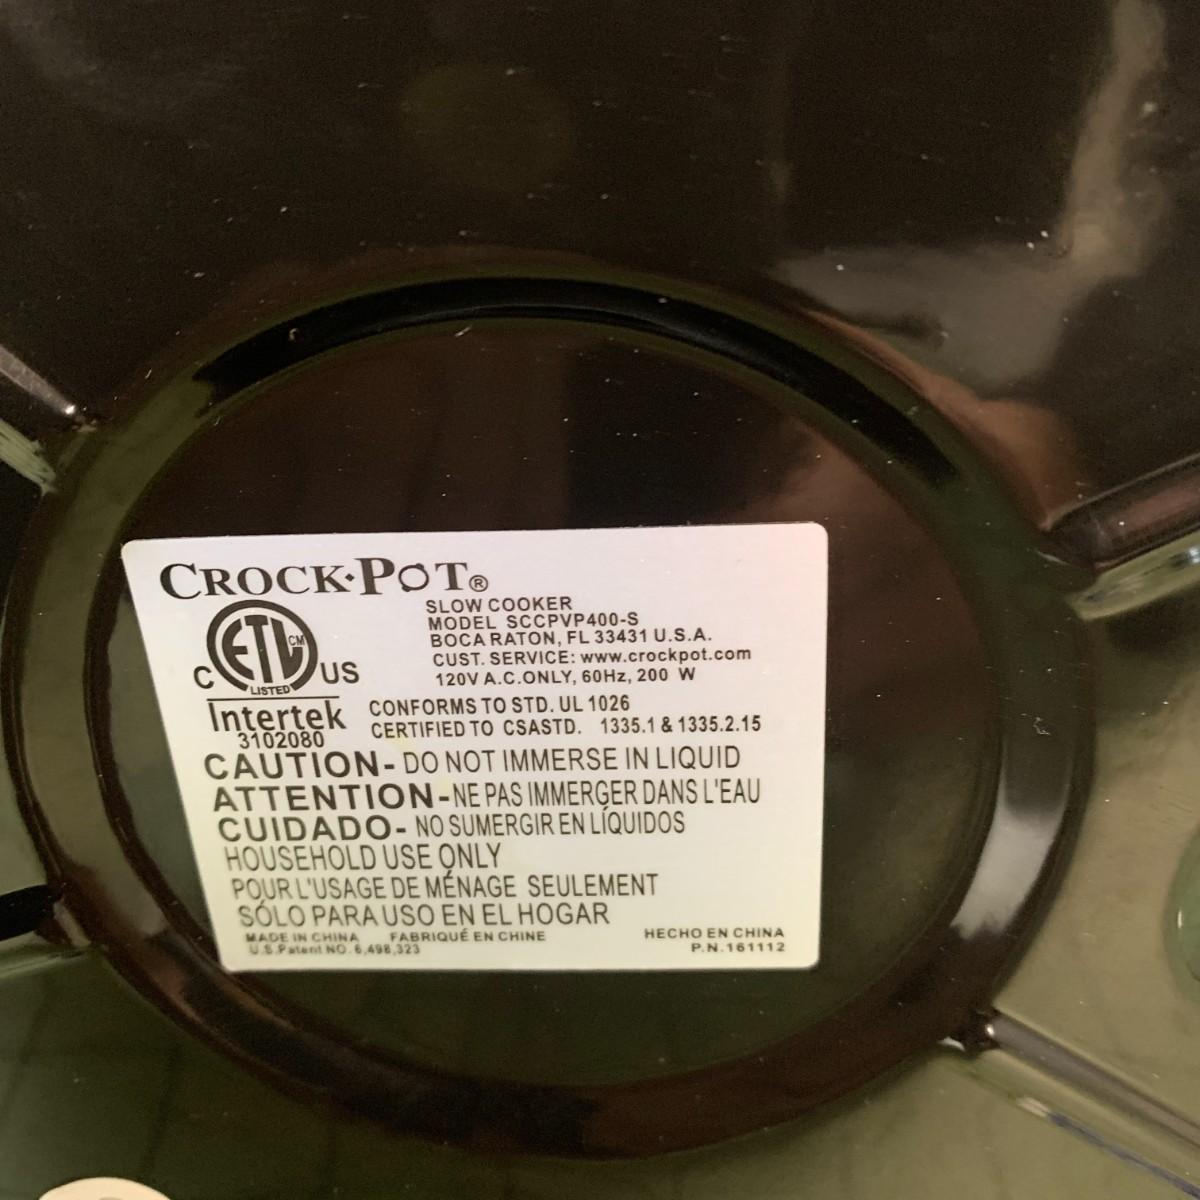 CROCK·POT®
SLOW COOKER
MODEL SCCPVP400-S
BOCA RATON, FL 33431 U.S.A.
CUST. SERVICE: www.crockpot.com
120V A.C.ONLY, 60Hz, 200 W
C ETL CM US
LISTED
Intertek
3102080
CONFORMS TO STD. UL 1026
CERTIFIED TO CSASTD. 1335.1 & 1335.2.15
CAUTION- DO NOT IMMERSE IN LIQUID
ATTENTION-NE PAS IMMERGER DANS L'EAU
CUIDADO- NO SUMERGIR EN LÍQUIDOS
HOUSEHOLD USE ONLY
POUR L'USAGE DE MÉNAGE SEULEMENT
SÓLO PARA USO EN EL HOGAR
MADE IN CHINA FABRIQUÉ EN CHINE HECHO EN CHINA
U.S.Patent NO. 6,498,323 P.N.161112